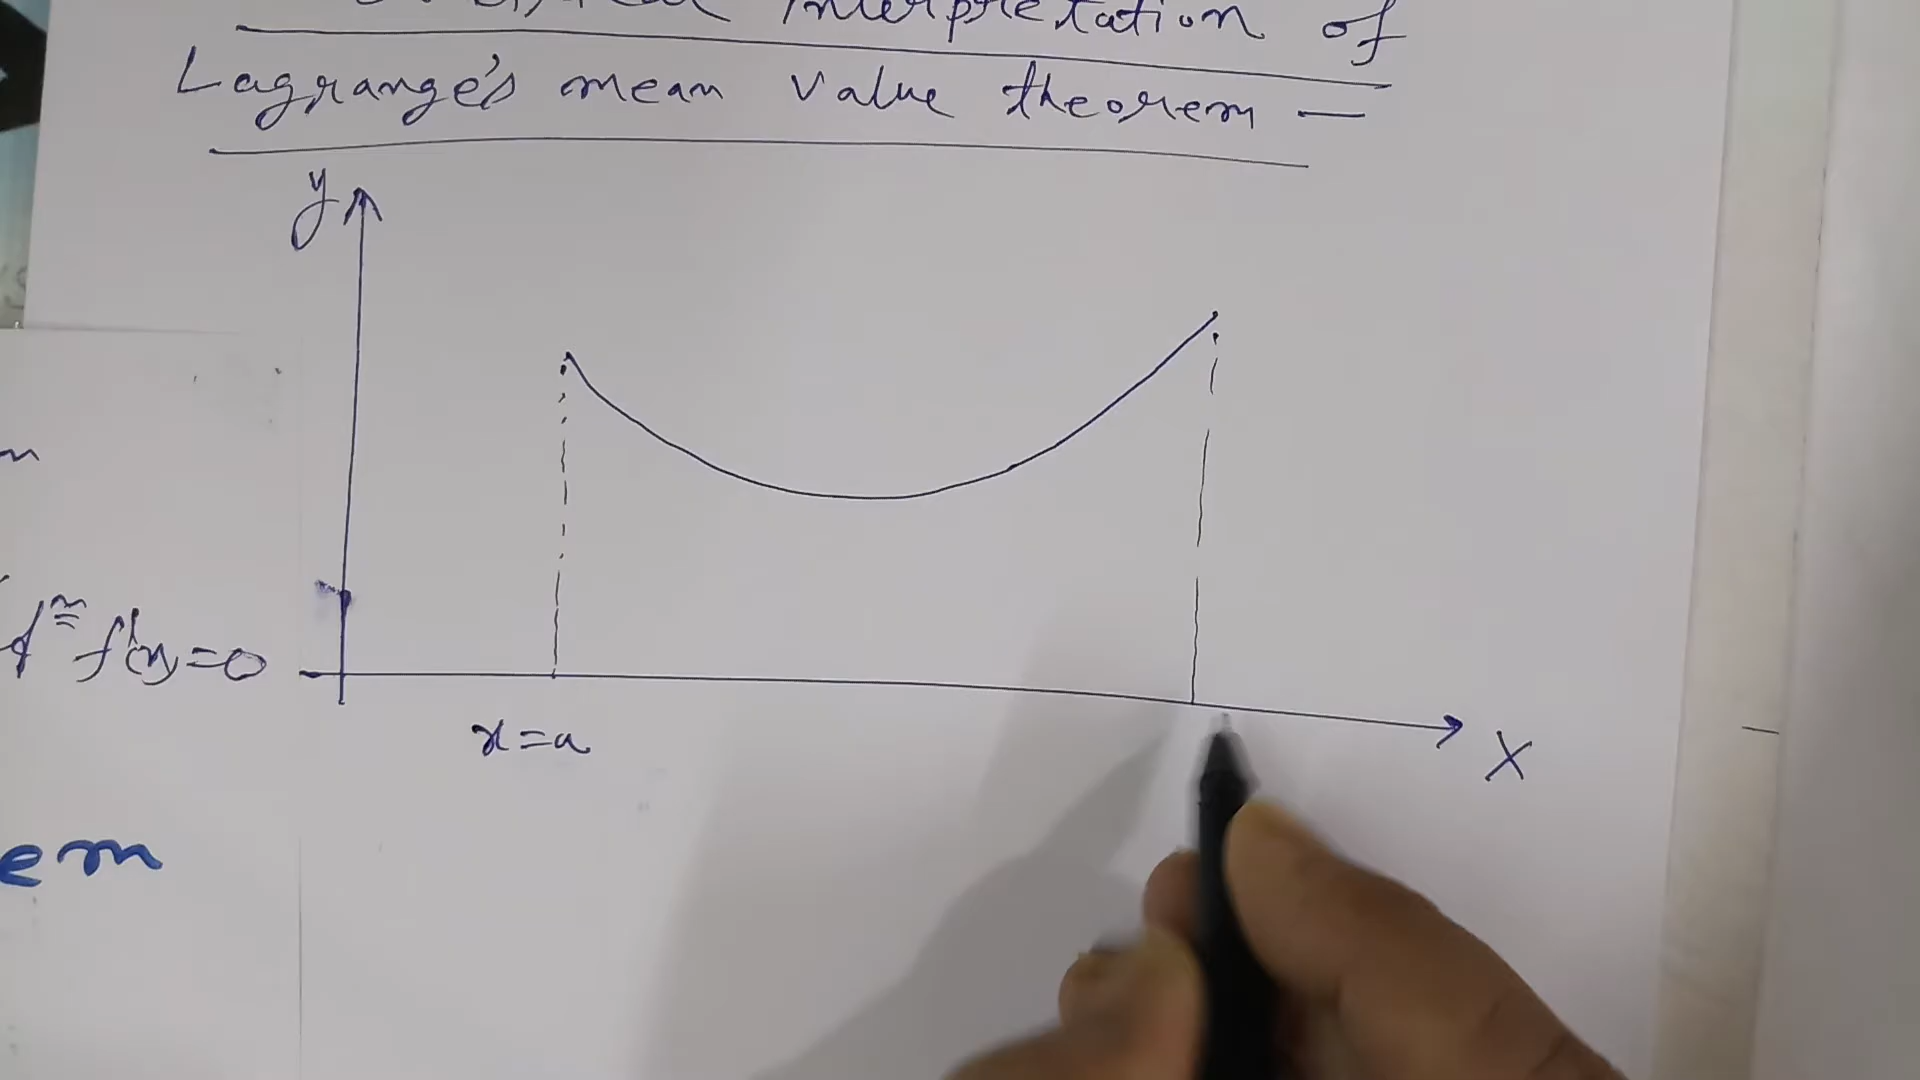 Interpretation of
Lagrange's mean value theorem —
y
f'(x)=0
x=a
X
em